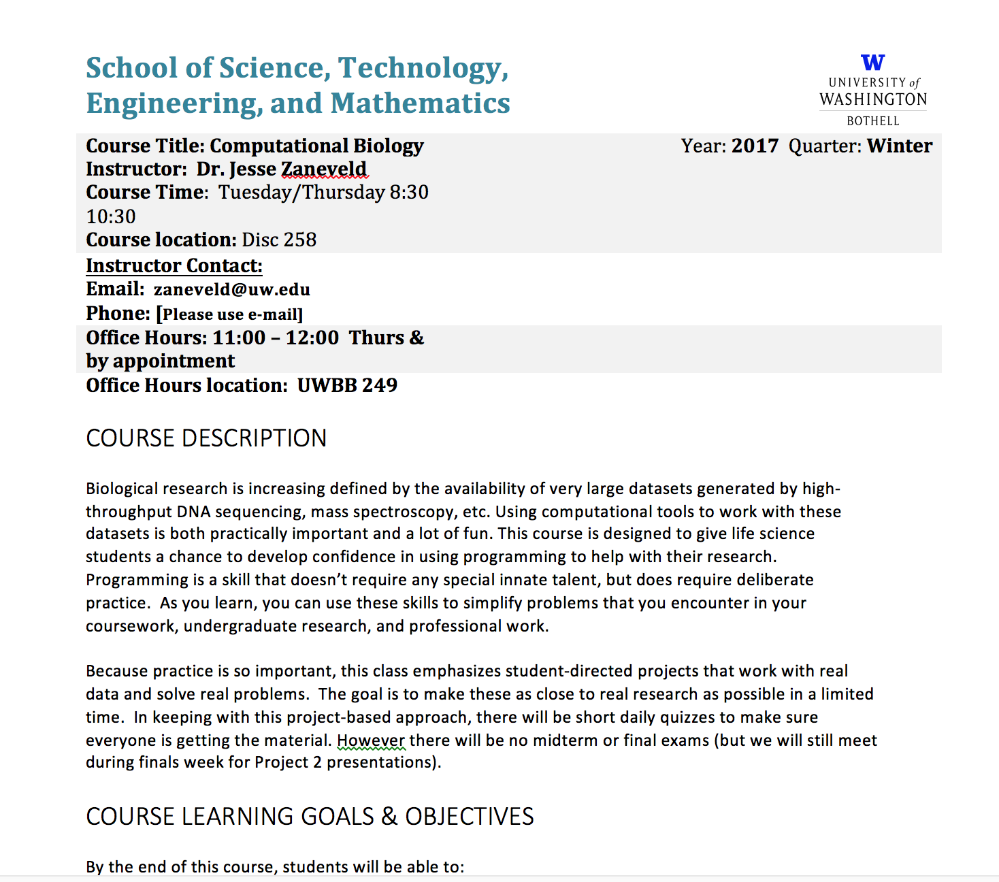 School of Science, Technology,
Engineering, and Mathematics
W
UNIVERSITY of
WASHINGTON
BOTHELL
Course Title: Computational Biology
Year: 2017  Quarter: Winter
Instructor:  Dr. Jesse Zaneveld
Course Time:  Tuesday/Thursday 8:30
10:30
Course location: Disc 258
Instructor Contact:
Email:  zaneveld@uw.edu
Phone: [Please use e-mail]
Office Hours: 11:00 – 12:00  Thurs &
by appointment
Office Hours location:  UWBB 249
COURSE DESCRIPTION
Biological research is increasing defined by the availability of very large datasets generated by high-
throughput DNA sequencing, mass spectroscopy, etc. Using computational tools to work with these
datasets is both practically important and a lot of fun. This course is designed to give life science
students a chance to develop confidence in using programming to help with their research.
Programming is a skill that doesn’t require any special innate talent, but does require deliberate
practice.  As you learn, you can use these skills to simplify problems that you encounter in your
coursework, undergraduate research, and professional work.
Because practice is so important, this class emphasizes student-directed projects that work with real
data and solve real problems.  The goal is to make these as close to real research as possible in a limited
time.  In keeping with this project-based approach, there will be short daily quizzes to make sure
everyone is getting the material. However there will be no midterm or final exams (but we will still meet
during finals week for Project 2 presentations).
COURSE LEARNING GOALS & OBJECTIVES
By the end of this course, students will be able to: